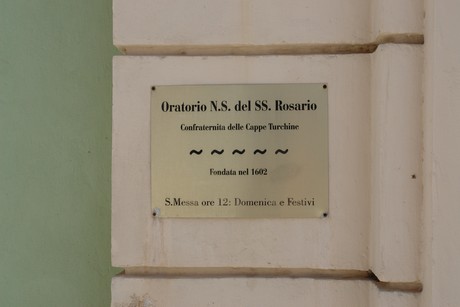 Oratorio N.S. del SS. Rosario
Confraternita delle Cappe Turchine
~ ~ ~ ~ ~
Fondata nel 1602
S.Messa ore 12: Domenica e Festivi